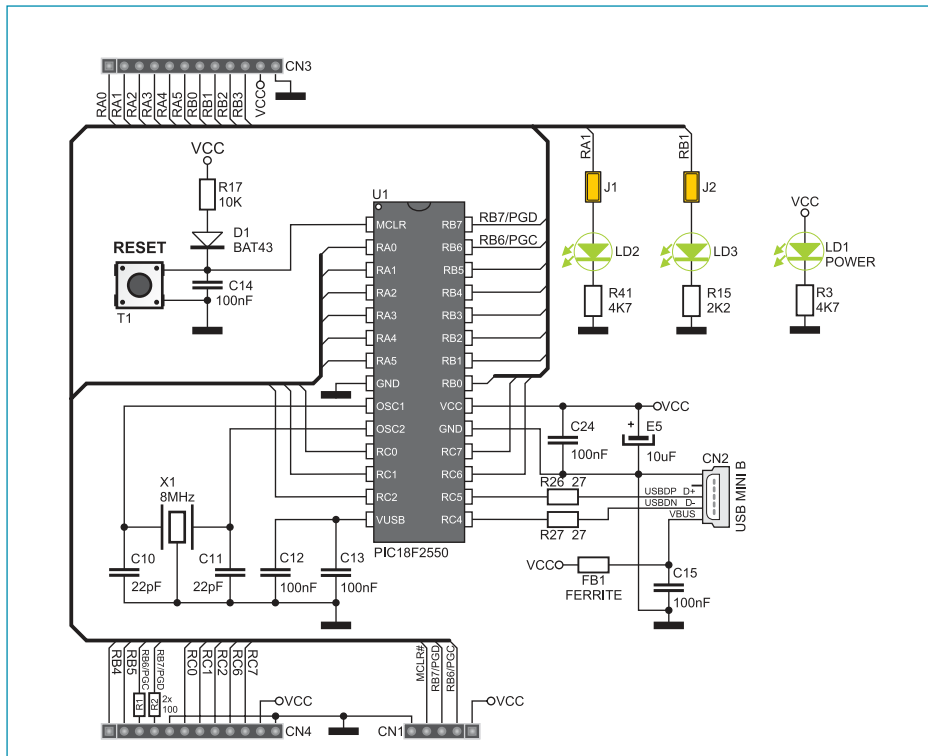 CN3
RA0
RA1
RA2
RA3
RA4
RA5
RB0
RB1
RB2
RB3
VCC
VCC
R17
10K
D1
BAT43
RESET
T1
C14
100nF
U1
MCLR
RA0
RA1
RA2
RA3
RA4
RA5
GND
OSC1
OSC2
RC0
RC1
RC2
VUSB
RB7
RB6
RB5
RB4
RB3
RB2
RB1
RB0
VCC
GND
RC7
RC6
RC5
RC4
PIC18F2550
RB7/PGD
RB6/PGC
RA1
J1
LD2
R41
4K7
RB1
J2
LD3
R15
2K2
VCC
LD1
POWER
R3
4K7
VCC
C24
100nF
+
E5
10uF
CN2
USB MINI B
R26 27
USBDP D+
USBDN D-
VBUS
R27 27
VCC
FB1
FERRITE
C15
100nF
X1
8MHz
C10
22pF
C11
22pF
C12
100nF
C13
100nF
RB4
RB5
RB6/PGC
RB7/PGD
RC0
RC1
RC2
RC6
RC7
R1
R2
2x
100
VCC
CN4
MCLR#
RB7/PGD
RB6/PGC
VCC
CN1